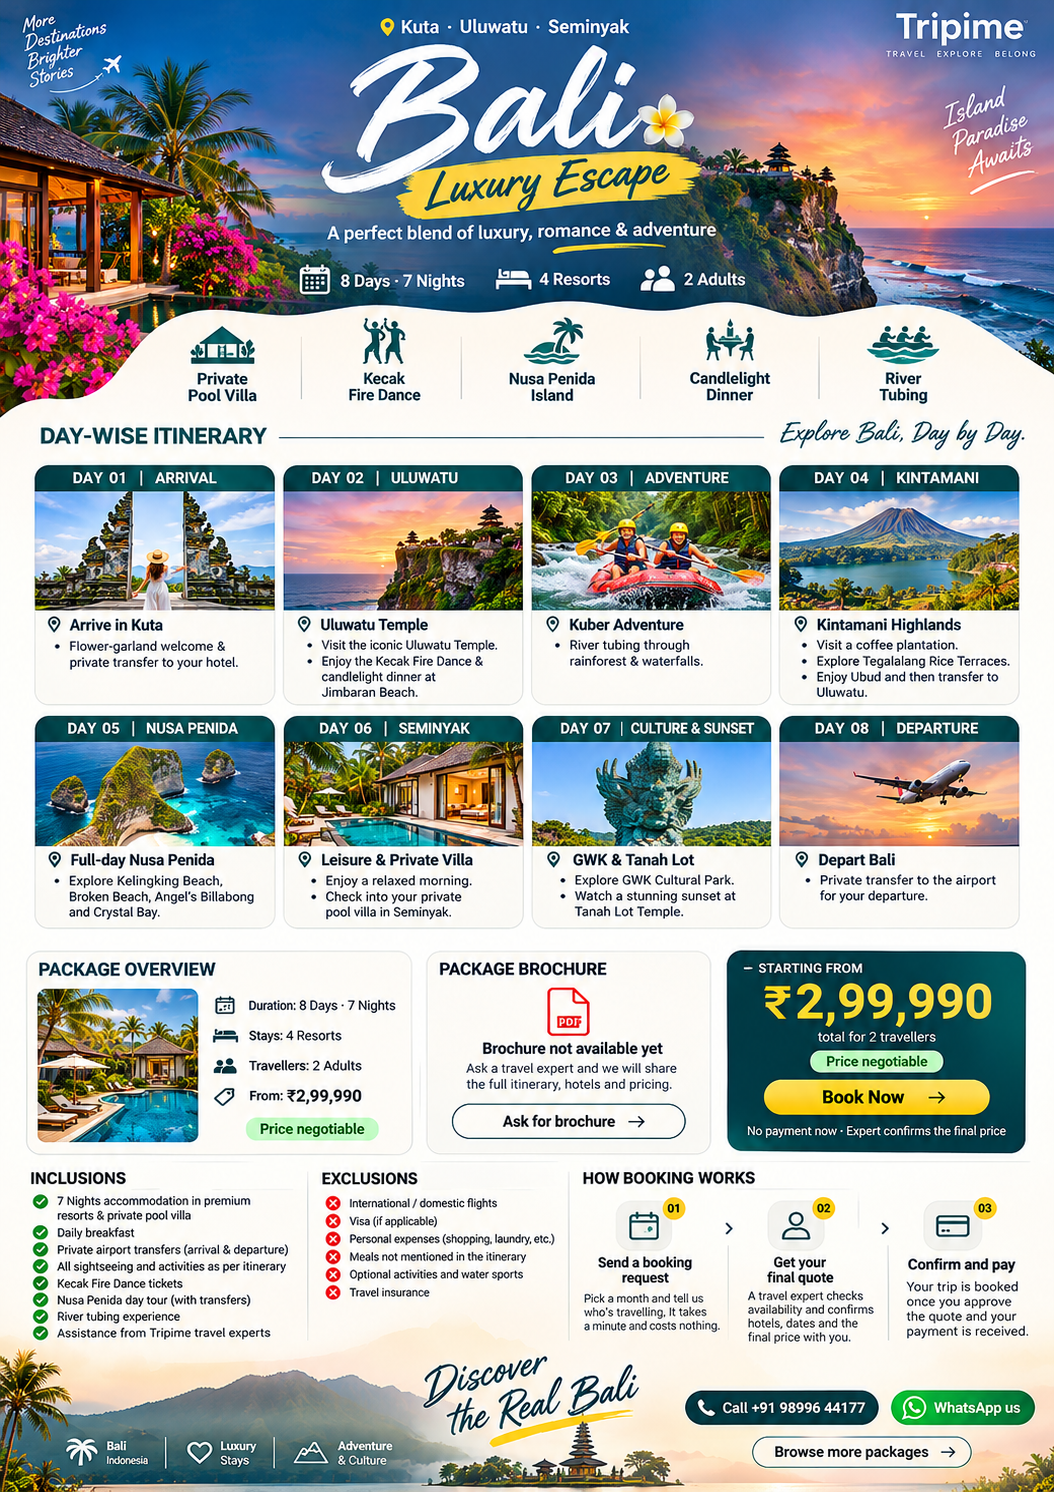 More
Destinations
Brighter
Stories
Kuta · Uluwatu · Seminyak
Tripime
TRAVEL EXPLORE BELONG
Bali
Luxury Escape
Island
Paradise
Awaits
A perfect blend of luxury, romance & adventure
8 Days · 7 Nights
4 Resorts
2 Adults
Private
Pool Villa
Kecak
Fire Dance
Nusa Penida
Island
Candlelight
Dinner
River
Tubing
DAY-WISE ITINERARY
Explore Bali, Day by Day.
DAY 01 | ARRIVAL
Arrive in Kuta
• Flower-garland welcome &
private transfer to your hotel.
DAY 02 | ULUWATU
Uluwatu Temple
• Visit the iconic Uluwatu Temple.
• Enjoy the Kecak Fire Dance &
candlelight dinner at
Jimbaran Beach.
DAY 03 | ADVENTURE
Kuber Adventure
• River tubing through
rainforest & waterfalls.
DAY 04 | KINTAMANI
Kintamani Highlands
• Visit a coffee plantation.
• Explore Tegalalang Rice Terraces.
• Enjoy Ubud and then transfer to
Uluwatu.
DAY 05 | NUSA PENIDA
Full-day Nusa Penida
• Explore Kelingking Beach,
Broken Beach, Angel's Billabong
and Crystal Bay.
DAY 06 | SEMINYAK
Leisure & Private Villa
• Enjoy a relaxed morning.
• Check into your private
pool villa in Seminyak.
DAY 07 | CULTURE & SUNSET
GWK & Tanah Lot
• Explore GWK Cultural Park.
• Watch a stunning sunset at
Tanah Lot Temple.
DAY 08 | DEPARTURE
Depart Bali
• Private transfer to the airport
for your departure.
PACKAGE OVERVIEW
Duration: 8 Days · 7 Nights
Stays: 4 Resorts
Travellers: 2 Adults
From: ₹2,99,990
Price negotiable
PACKAGE BROCHURE
PDF
Brochure not available yet
Ask a travel expert and we will share
the full itinerary, hotels and pricing.
Ask for brochure →
– STARTING FROM
₹2,99,990
total for 2 travellers
Price negotiable
Book Now →
No payment now · Expert confirms the final price
INCLUSIONS
7 Nights accommodation in premium
resorts & private pool villa
Daily breakfast
Private airport transfers (arrival & departure)
All sightseeing and activities as per itinerary
Kecak Fire Dance tickets
Nusa Penida day tour (with transfers)
River tubing experience
Assistance from Tripime travel experts
EXCLUSIONS
International / domestic flights
Visa (if applicable)
Personal expenses (shopping, laundry, etc.)
Meals not mentioned in the itinerary
Optional activities and water sports
Travel insurance
HOW BOOKING WORKS
01
Send a booking
request
Pick a month and tell us
who's travelling, It takes
a minute and costs nothing.
02
Get your
final quote
A travel expert checks
availability and confirms
hotels, dates and the
final price with you.
03
Confirm and pay
Your trip is booked
once you approve
the quote and your
payment is received.
Discover
the Real Bali
Bali
Indonesia
Luxury
Stays
Adventure
& Culture
Call +91 98996 44177
WhatsApp us
Browse more packages →